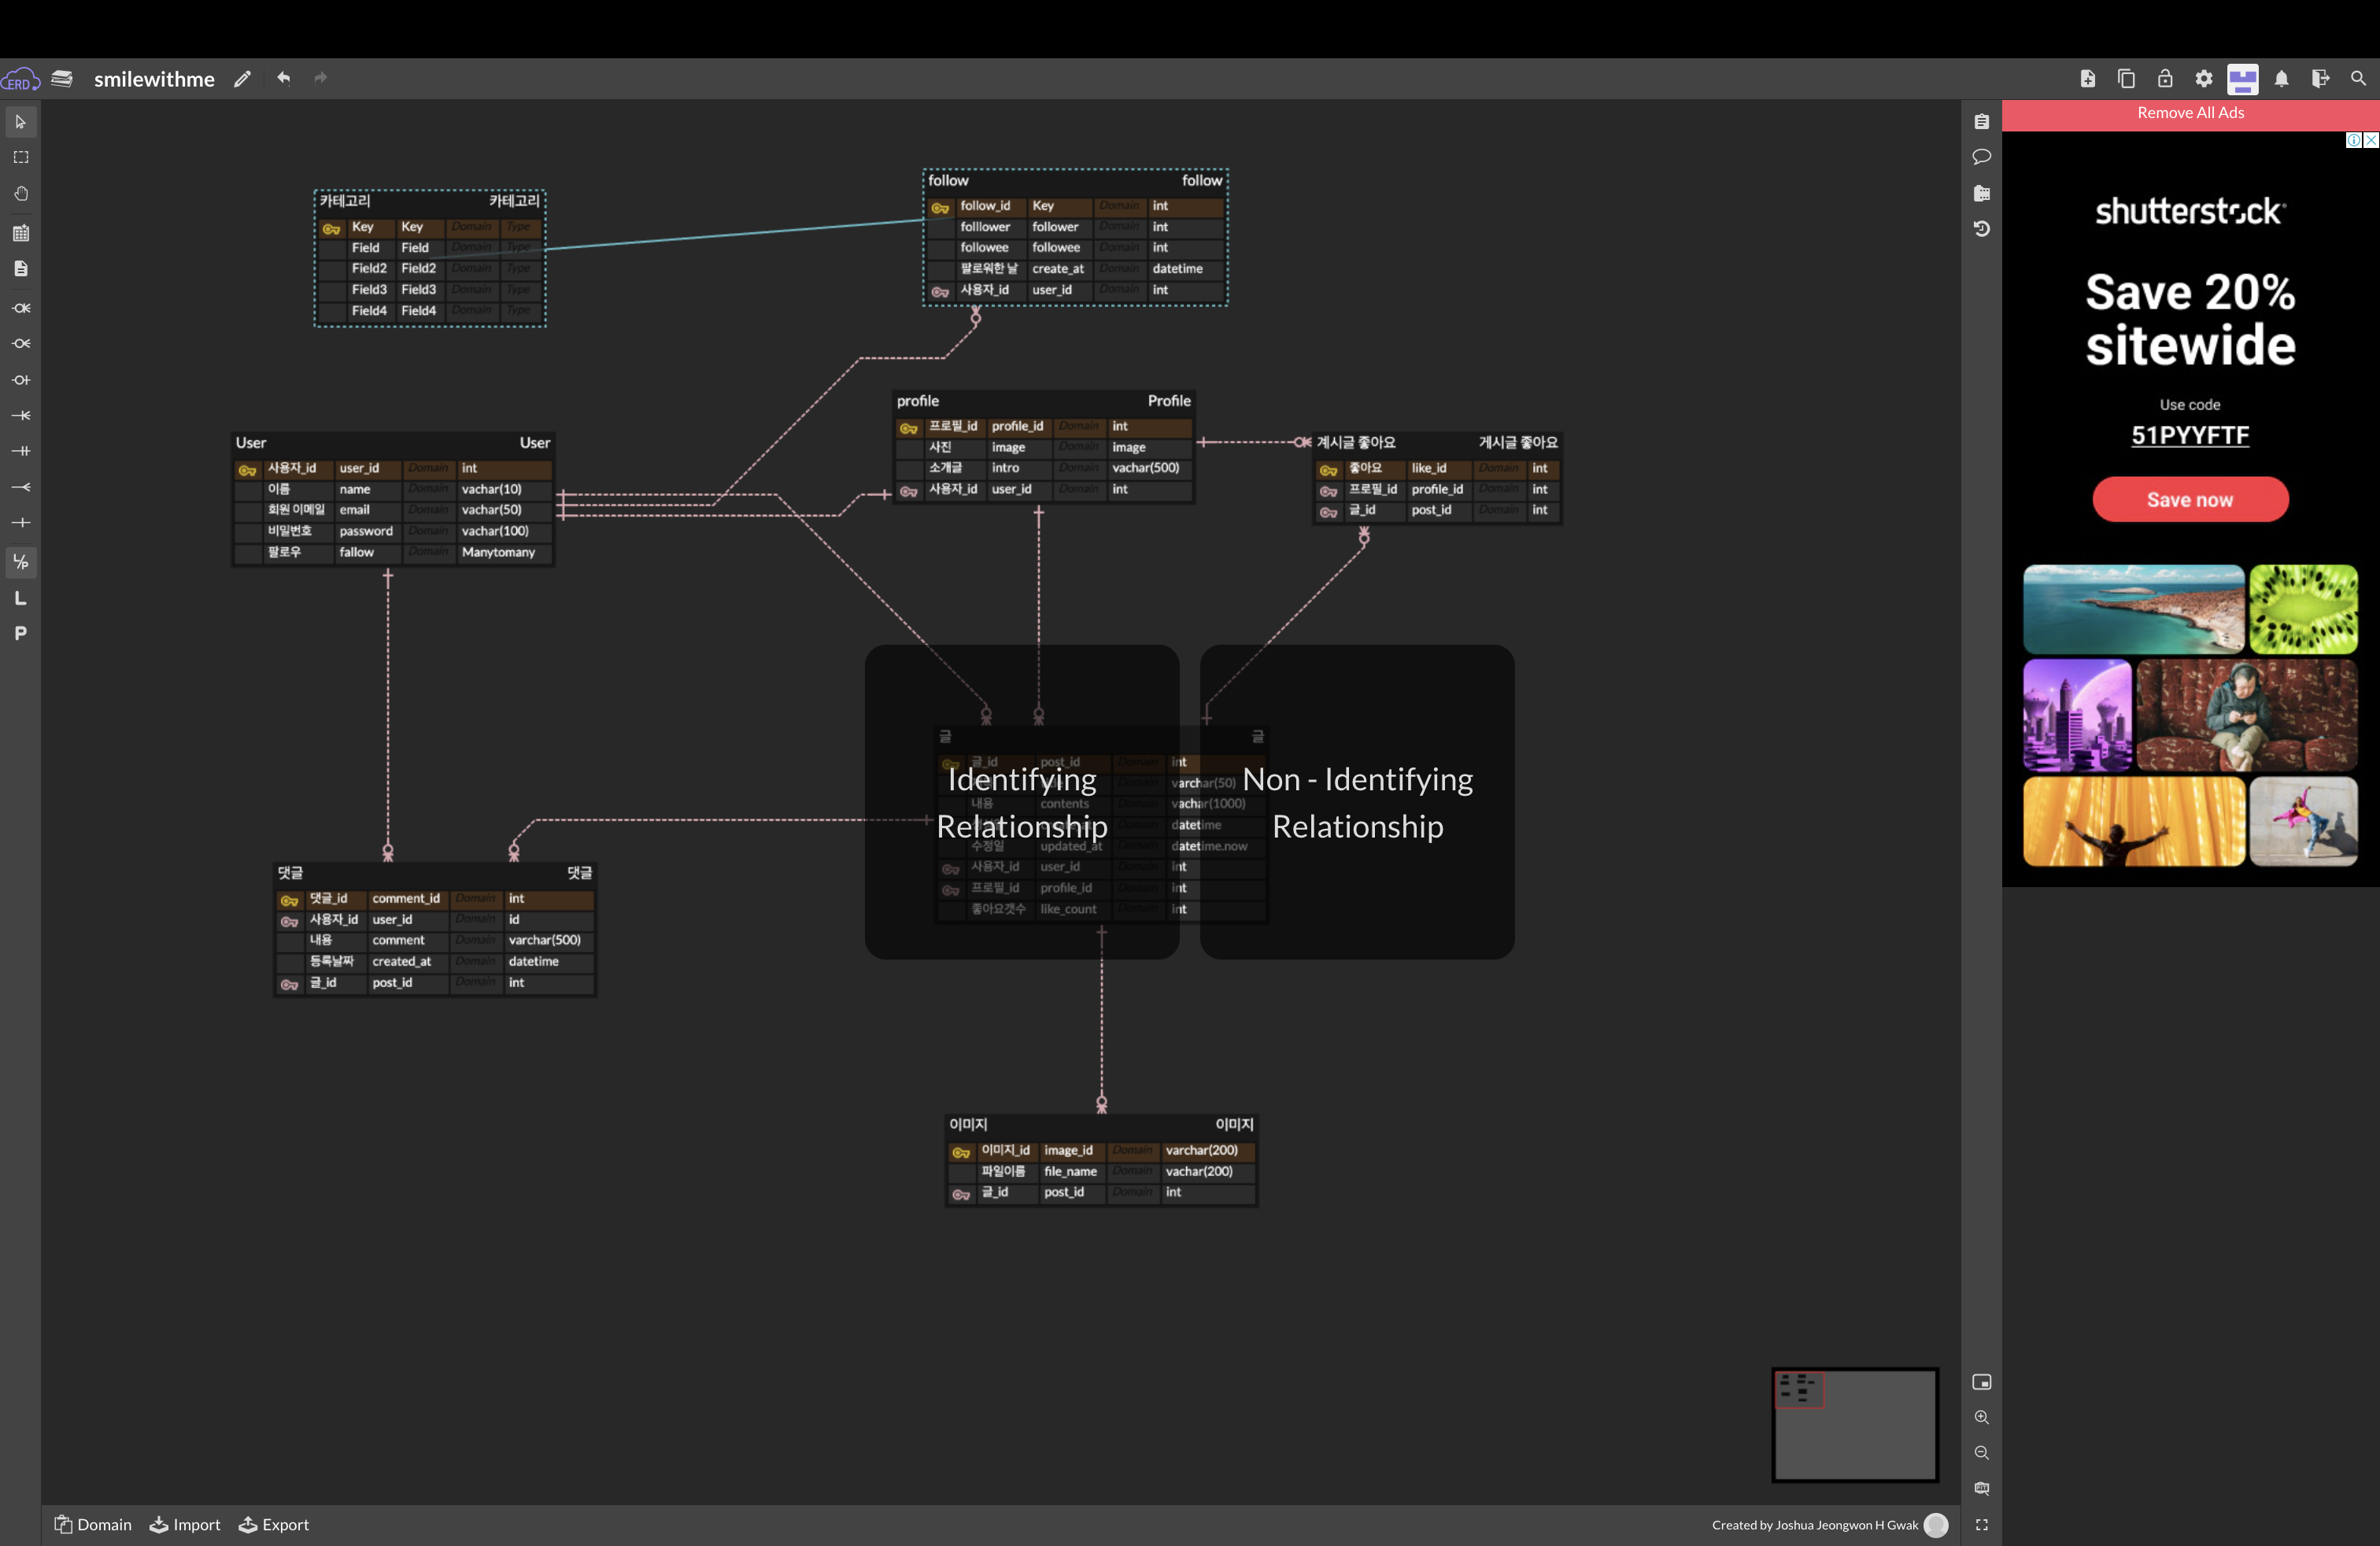 ERD
smilewithme
Remove All Ads
카테고리 카테고리
Key Key Domain Type
Field Field Domain Type
Field2 Field2 Domain Type
Field3 Field3 Domain Type
Field4 Field4 Domain Type
follow follow
follow_id Key Domain int
folllower follower Domain int
followee followee Domain int
팔로워한 날 create_at Domain datetime
사용자_id user_id Domain int
User User
사용자_id user_id Domain int
이름 name Domain vachar(10)
회원 이메일 email Domain vachar(50)
비밀번호 password Domain vachar(100)
팔로우 fallow Domain Manytomany
profile Profile
프로필_id profile_id Domain int
사진 image Domain image
소개글 intro Domain vachar(500)
사용자_id user_id Domain int
계시글 좋아요 게시글 좋아요
좋아요 like_id Domain int
프로필_id profile_id Domain int
글_id post_id Domain int
글 글
글_id post_id Domain int
varchar(50)
내용 contents Domain vachar(1000)
datetime
수정일 updated_at Domain datetime.now
사용자_id user_id Domain int
프로필_id profile_id Domain int
좋아요갯수 like_count Domain int
Identifying
Relationship
Non - Identifying
Relationship
댓글 댓글
댓글_id comment_id Domain int
사용자_id user_id Domain id
내용 comment Domain varchar(500)
등록날짜 created_at Domain datetime
글_id post_id Domain int
이미지 이미지
이미지_id image_id Domain varchar(200)
파일이름 file_name Domain vachar(200)
글_id post_id Domain int
L/P
L
P
shutterstock
Save 20%
sitewide
Use code
51PYYFTF
Save now
Domain Import Export
Created by Joshua Jeongwon H Gwak